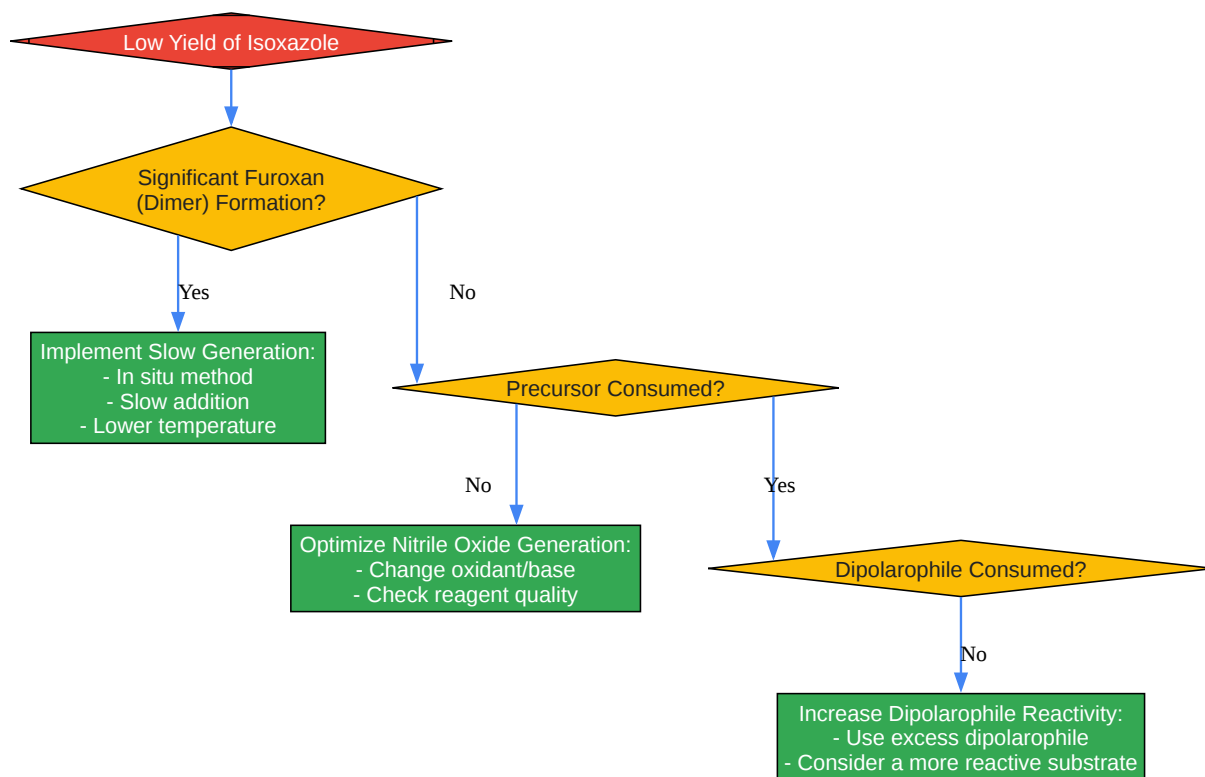 Low Yield of Isoxazole
Significant Furoxan
(Dimer) Formation?
Yes
No
Implement Slow Generation:
- In situ method
- Slow addition
- Lower temperature
Precursor Consumed?
No
Yes
Optimize Nitrile Oxide Generation:
- Change oxidant/base
- Check reagent quality
Dipolarophile Consumed?
No
Increase Dipolarophile Reactivity:
- Use excess dipolarophile
- Consider a more reactive substrate